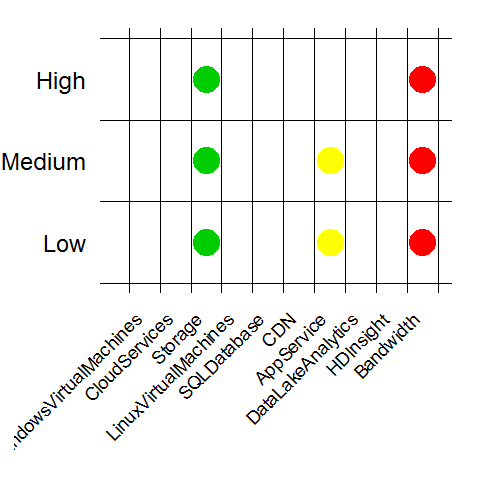 High
Medium
Low
ndowsVirtualMachines
CloudServices
Storage
LinuxVirtualMachines
SQLDatabase
CDN
AppService
DataLakeAnalytics
HDInsight
Bandwidth